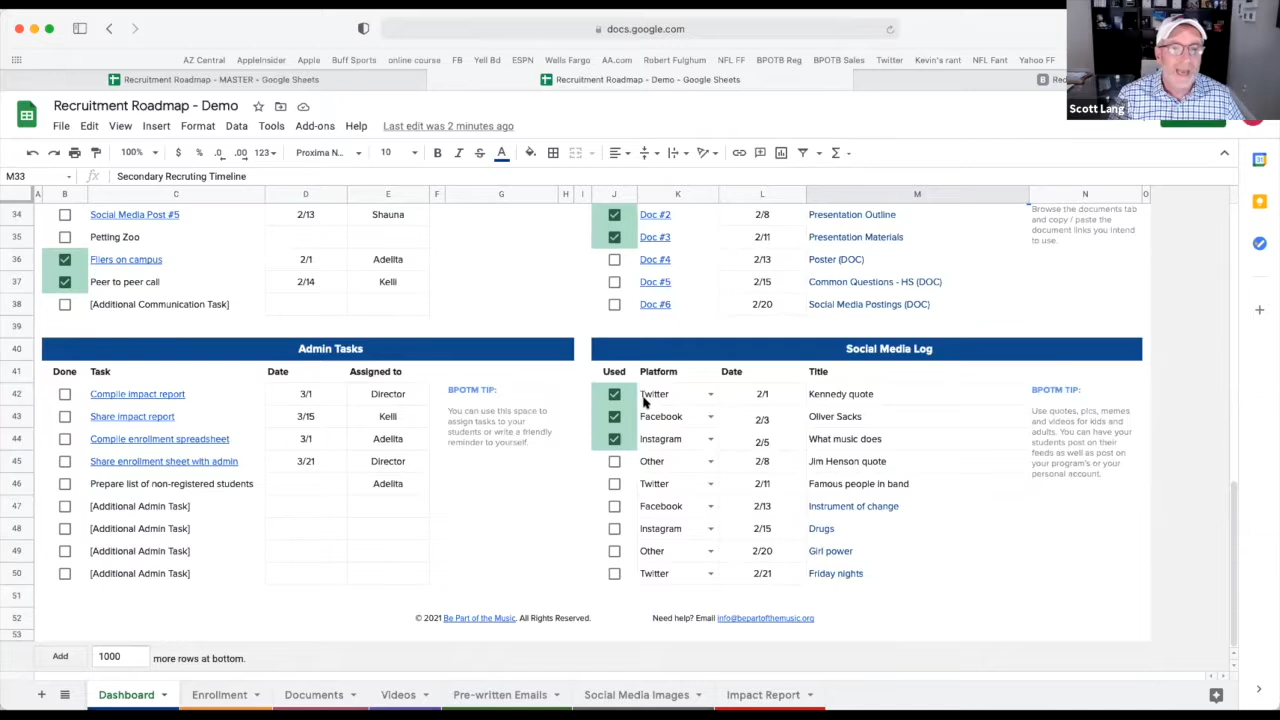 docs.google.com
AZ Central AppleInsider Apple Buff Sports online course FB Yell Bd ESPN Wells Fargo AA.com Robert Fulghum NFL FF BPOTB Reg BPOTB Sales Twitter Kevin's rant NFL Fant Yahoo FF
Recruitment Roadmap - MASTER - Google Sheets Recruitment Roadmap - Demo - Google Sheets
Scott Lang
Recruitment Roadmap - Demo
File Edit View Insert Format Data Tools Add-ons Help Last edit was 2 minutes ago
100% $ % .0 .00 123 Proxima N... 10 B I S A
M33 fx Secondary Recruting Timeline
A B C D E F G H I J K L M N O
34 Social Media Post #5 2/13 Shauna Doc #2 2/8 Presentation Outline
Browse the documents tab
and copy / paste the
document links you intend
to use.
35 Petting Zoo Doc #3 2/11 Presentation Materials
36 Fliers on campus 2/1 Adelita Doc #4 2/13 Poster (DOC)
37 Peer to peer call 2/14 Kelli Doc #5 2/15 Common Questions - HS (DOC)
38 [Additional Communication Task] Doc #6 2/20 Social Media Postings (DOC)
39
40 Admin Tasks Social Media Log
41 Done Task Date Assigned to Used Platform Date Title
42 Compile impact report 3/1 Director Twitter 2/1 Kennedy quote
43 Share impact report 3/15 Kelli Facebook 2/3 Oliver Sacks
44 Compile enrollment spreadsheet 3/1 Adelita Instagram 2/5 What music does
45 Share enrollment sheet with admin 3/21 Director Other 2/8 Jim Henson quote
46 Prepare list of non-registered students Adelita Twitter 2/11 Famous people in band
47 [Additional Admin Task] Facebook 2/13 Instrument of change
48 [Additional Admin Task] Instagram 2/15 Drugs
49 [Additional Admin Task] Other 2/20 Girl power
50 [Additional Admin Task] Twitter 2/21 Friday nights
BPOTM TIP:
You can use this space to
assign tasks to your
students or write a friendly
reminder to yourself.
BPOTM TIP:
Use quotes, pics, memes
and videos for kids and
adults. You can have your
students post on their
feeds as well as post on
your program's or your
personal account.
51
52 © 2021 Be Part of the Music. All Rights Reserved. Need help? Email info@bepartofthemusic.org
53
Add 1000 more rows at bottom.
Dashboard Enrollment Documents Videos Pre-written Emails Social Media Images Impact Report